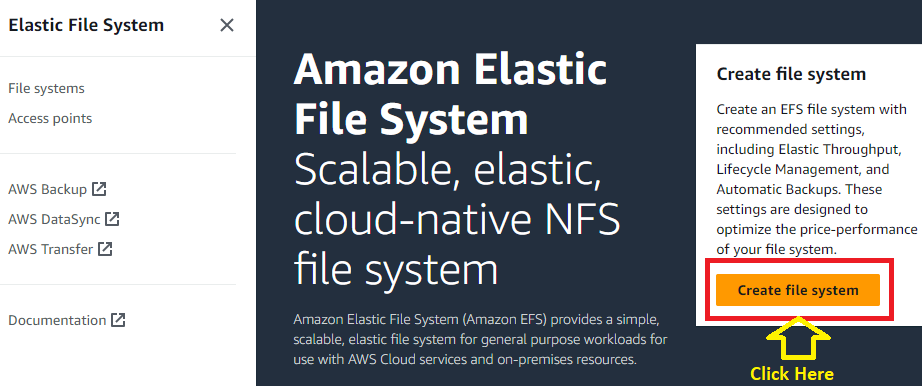 Elastic File System
File systems
Access points
AWS Backup
AWS DataSync
AWS Transfer
Documentation
Amazon Elastic
File System
Scalable, elastic,
cloud-native NFS
file system
Amazon Elastic File System (Amazon EFS) provides a simple,
scalable, elastic file system for general purpose workloads for
use with AWS Cloud services and on-premises resources.
Create file system
Create an EFS file system with
recommended settings,
including Elastic Throughput,
Lifecycle Management, and
Automatic Backups. These
settings are designed to
optimize the price-performance
of your file system.
Create file system
Click Here